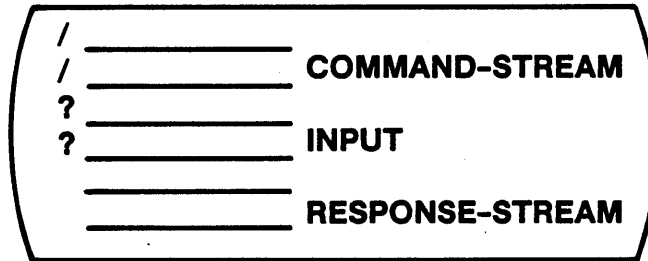 /
/ COMMAND-STREAM
?
? INPUT
RESPONSE-STREAM